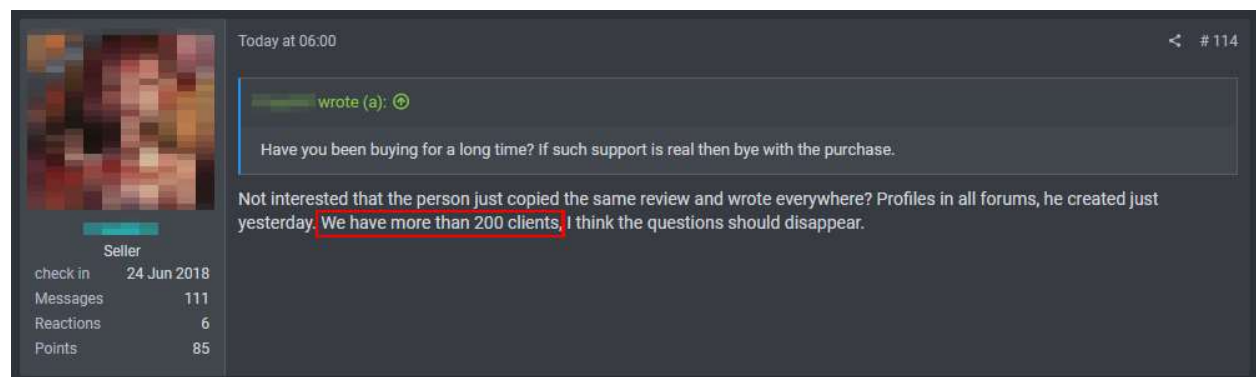 Today at 06:00
#114
wrote (a):
Have you been buying for a long time? If such support is real then bye with the purchase.
Not interested that the person just copied the same review and wrote everywhere? Profiles in all forums, he created just
yesterday. We have more than 200 clients, I think the questions should disappear.
Seller
check in 24 Jun 2018
Messages 111
Reactions 6
Points 85